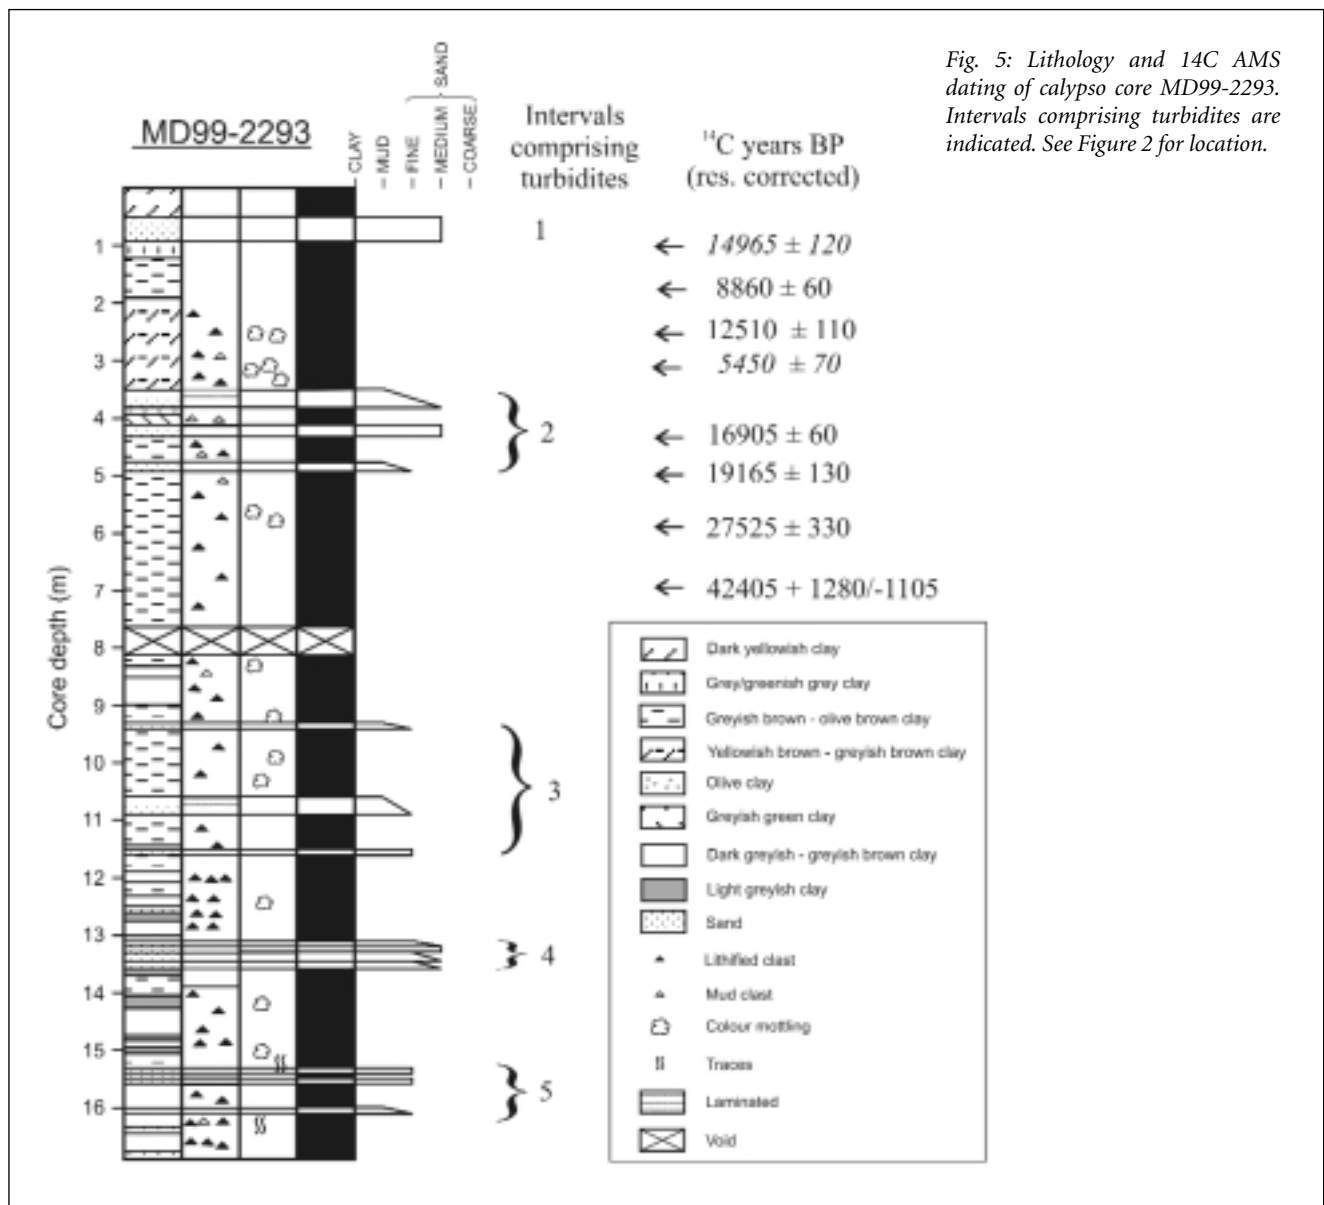 Fig. 5: Lithology and 14C AMS
dating of calypso core MD99-2293.
Intervals comprising turbidites are
indicated. See Figure 2 for location.
MD99-2293
CLAY
MUD
FINE
MEDIUM
COARSE
SAND
Intervals
comprising
turbidites
14C years BP
(res. corrected)
Core depth (m)
1
2
3
4
5
6
7
8
9
10
11
12
13
14
15
16
1
2
3
4
5
14965 ± 120
8860 ± 60
12510 ± 110
5450 ± 70
16905 ± 60
19165 ± 130
27525 ± 330
42405 + 1280/-1105
Dark yellowish clay
Grey/greenish grey clay
Greyish brown - olive brown clay
Yellowish brown - greyish brown clay
Olive clay
Greyish green clay
Dark greyish - greyish brown clay
Light greyish clay
Sand
Lithified clast
Mud clast
Colour mottling
Traces
Laminated
Void